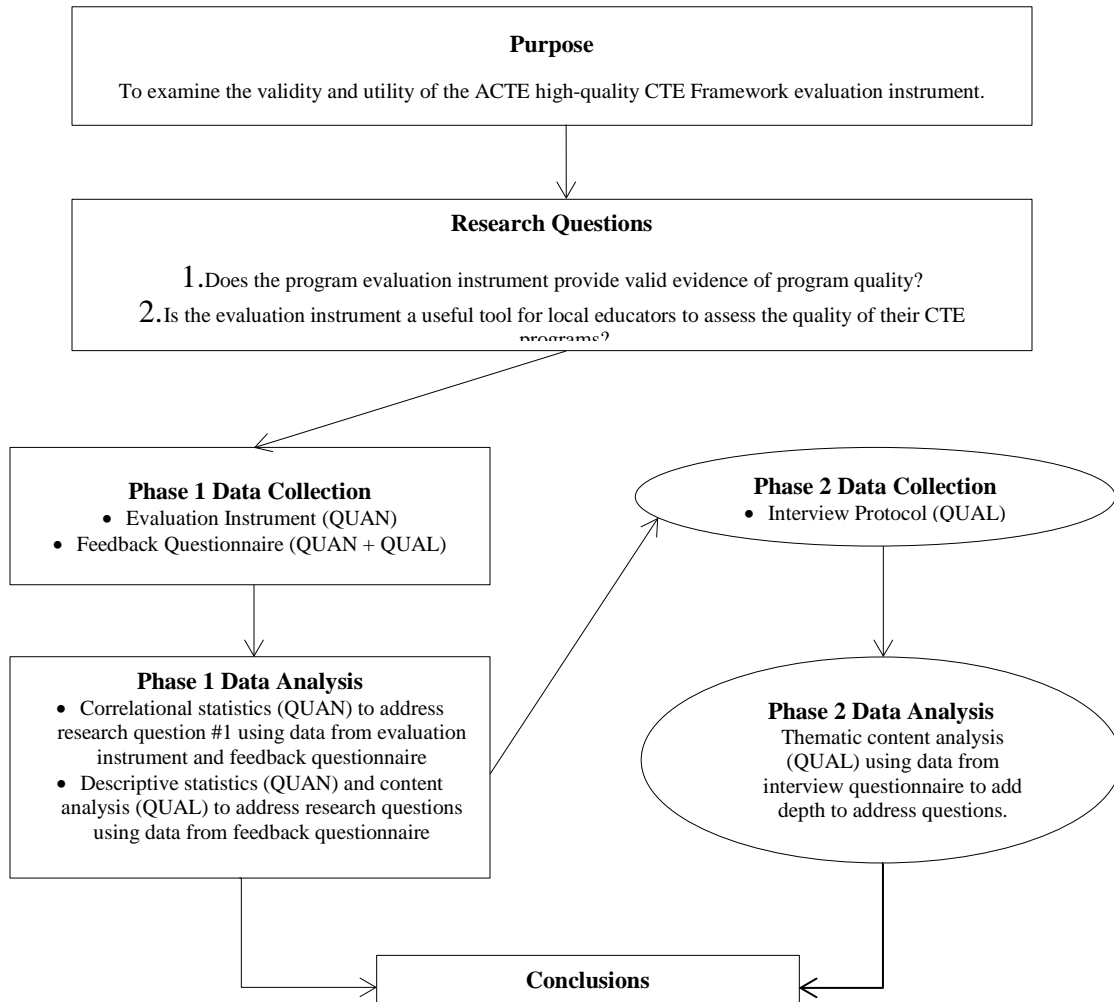 Purpose
To examine the validity and utility of the ACTE high-quality CTE Framework evaluation instrument.
Research Questions
1.Does the program evaluation instrument provide valid evidence of program quality?
2.Is the evaluation instrument a useful tool for local educators to assess the quality of their CTE
programs?
Phase 1 Data Collection
• Evaluation Instrument (QUAN)
• Feedback Questionnaire (QUAN + QUAL)
Phase 1 Data Analysis
• Correlational statistics (QUAN) to address
research question #1 using data from evaluation
instrument and feedback questionnaire
• Descriptive statistics (QUAN) and content
analysis (QUAL) to address research questions
using data from feedback questionnaire
Phase 2 Data Collection
• Interview Protocol (QUAL)
Phase 2 Data Analysis
Thematic content analysis
(QUAL) using data from
interview questionnaire to add
depth to address questions.
Conclusions